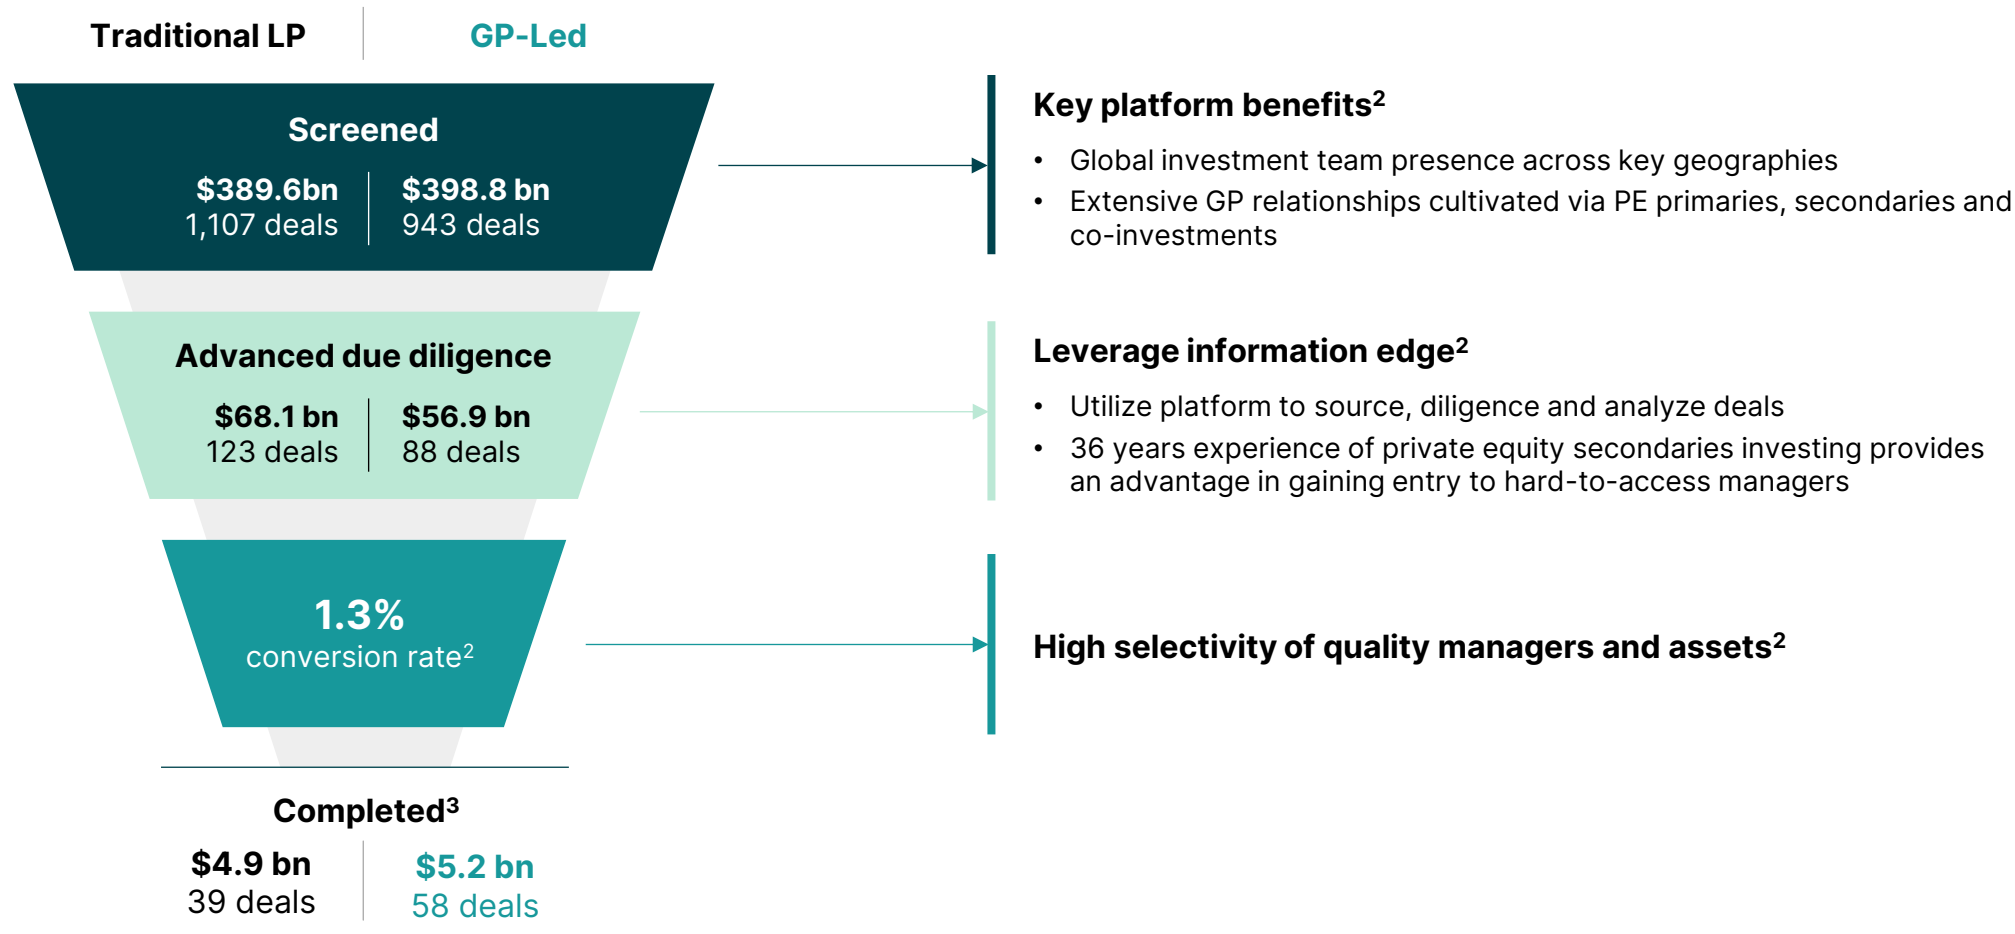 Traditional LP
GP-Led
Screened
$389.6bn
1,107 deals
$398.8 bn
943 deals
Key platform benefits²
• Global investment team presence across key geographies
• Extensive GP relationships cultivated via PE primaries, secondaries and
co-investments
Advanced due diligence
$68.1 bn
123 deals
$56.9 bn
88 deals
Leverage information edge²
• Utilize platform to source, diligence and analyze deals
• 36 years experience of private equity secondaries investing provides
an advantage in gaining entry to hard-to-access managers
1.3%
conversion rate²
High selectivity of quality managers and assets²
Completed³
$4.9 bn
39 deals
$5.2 bn
58 deals